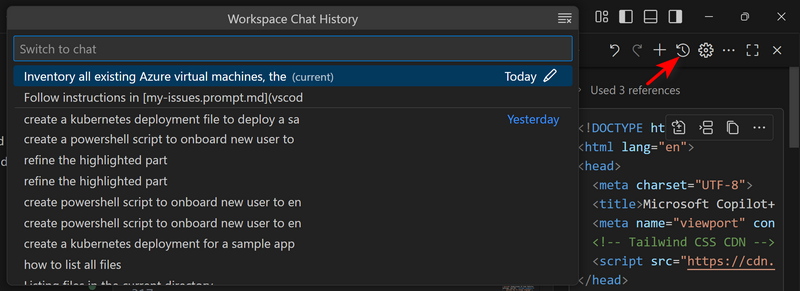 Workspace Chat History
Switch to chat
Inventory all existing Azure virtual machines, the (current) Today
Follow instructions in [my-issues.prompt.md](vscod
create a kubernetes deployment file to deploy a sa Yesterday
create a powershell script to onboard new user to
refine the highlighted part
refine the highlighted part
create powershell script to onboard new user to en
create powershell script to onboard new user to en
create a kubernetes deployment for a sample app
how to list all files
Listing files in the current directory
Used 3 references
<!DOCTYPE ht
<html lang="en">
<head>
<meta charset="UTF-8">
<title>Microsoft Copilot+
<meta name="viewport" con
<!-- Tailwind CSS CDN -->
<script src="https://cdn.
</head>